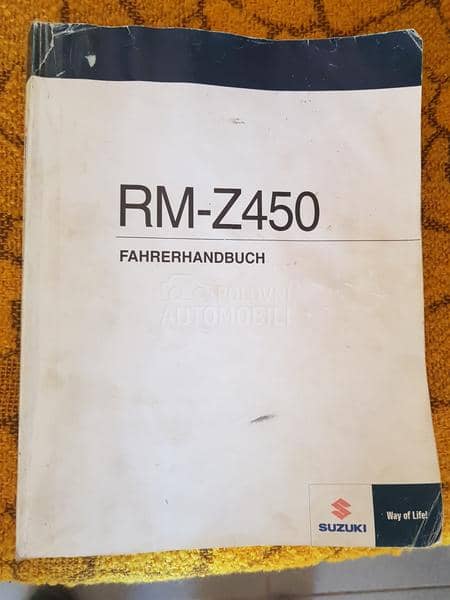 RM-Z450
FAHRERHANDBUCH
POLOVNI
AUTOMOBILI
SUZUKI
Way of Life!